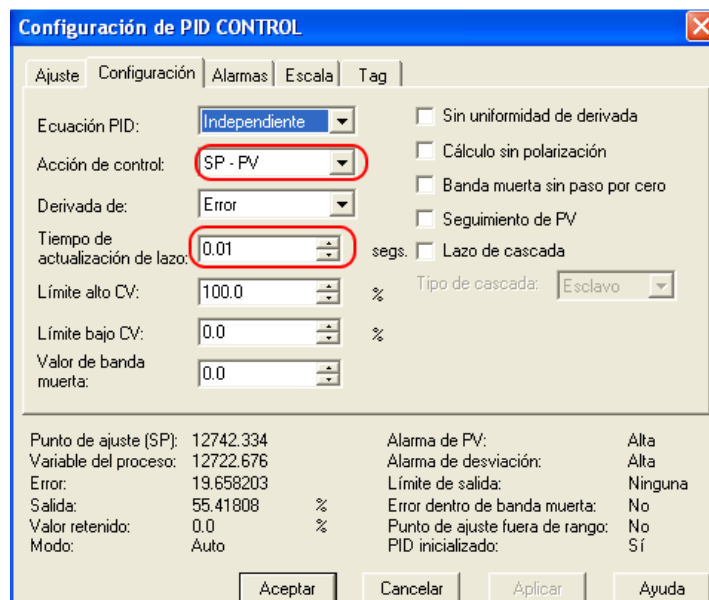 Configuración de PID CONTROL
Ajuste Configuración Alarmas Escala Tag
Ecuación PID: Independiente
Acción de control: SP - PV
Derivada de: Error
Tiempo de
actualización de lazo: 0.01 segs.
Límite alto CV: 100.0 %
Límite bajo CV: 0.0 %
Valor de banda
muerta: 0.0
Sin uniformidad de derivada
Cálculo sin polarización
Banda muerta sin paso por cero
Seguimiento de PV
Lazo de cascada
Tipo de cascada: Esclavo
Punto de ajuste (SP): 12742.334
Variable del proceso: 12722.676
Error: 19.658203
Salida: 55.41808 %
Valor retenido: 0.0 %
Modo: Auto
Alarma de PV: Alta
Alarma de desviación: Alta
Límite de salida: Ninguna
Error dentro de banda muerta: No
Punto de ajuste fuera de rango: No
PID inicializado: Sí
Aceptar Cancelar Aplicar Ayuda